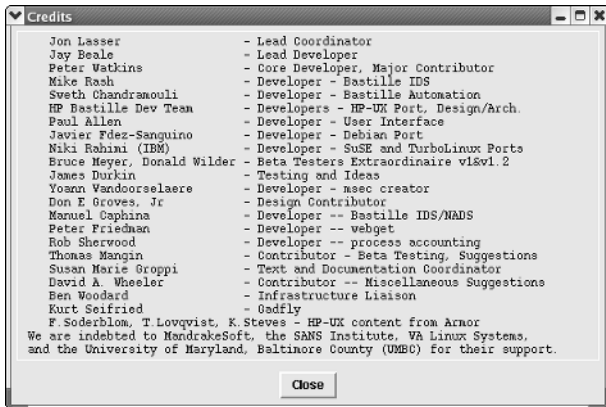 Credits
Jon Lasser - Lead Coordinator
Jay Beale - Lead Developer
Peter Watkins - Core Developer, Major Contributor
Mike Rash - Developer - Bastille IDS
Sweth Chandramouli - Developer - Bastille Automation
HP Bastille Dev Team - Developers - HP-UX Port, Design/Arch.
Paul Allen - Developer - User Interface
Javier Fdez-Sanguino - Developer - Debian Port
Niki Rahimi (IBM) - Developer - SuSE and TurboLinux Ports
Bruce Meyer, Donald Wilder - Beta Testers Extraordinaire v1&v1.2
James Durkin - Testing and Ideas
Yoann Vandoorselaere - Developer - msec creator
Don E Groves, Jr - Design Contributor
Manuel Caphina - Developer -- Bastille IDS/NADS
Peter Friedman - Developer -- webget
Rob Sherwood - Developer -- process accounting
Thomas Mangin - Contributor - Beta Testing, Suggestions
Susan Marie Groppi - Text and Documentation Coordinator
David A. Wheeler - Contributor -- Miscellaneous Suggestions
Ben Woodard - Infrastructure Liaison
Kurt Seifried - Gadfly
F.Soderblom, T.Lovqvist, K.Steves - HP-UX content from Armor
We are indebted to MandrakeSoft, the SANS Institute, VA Linux Systems,
and the University of Maryland, Baltimore County (UMBC) for their support.
Close